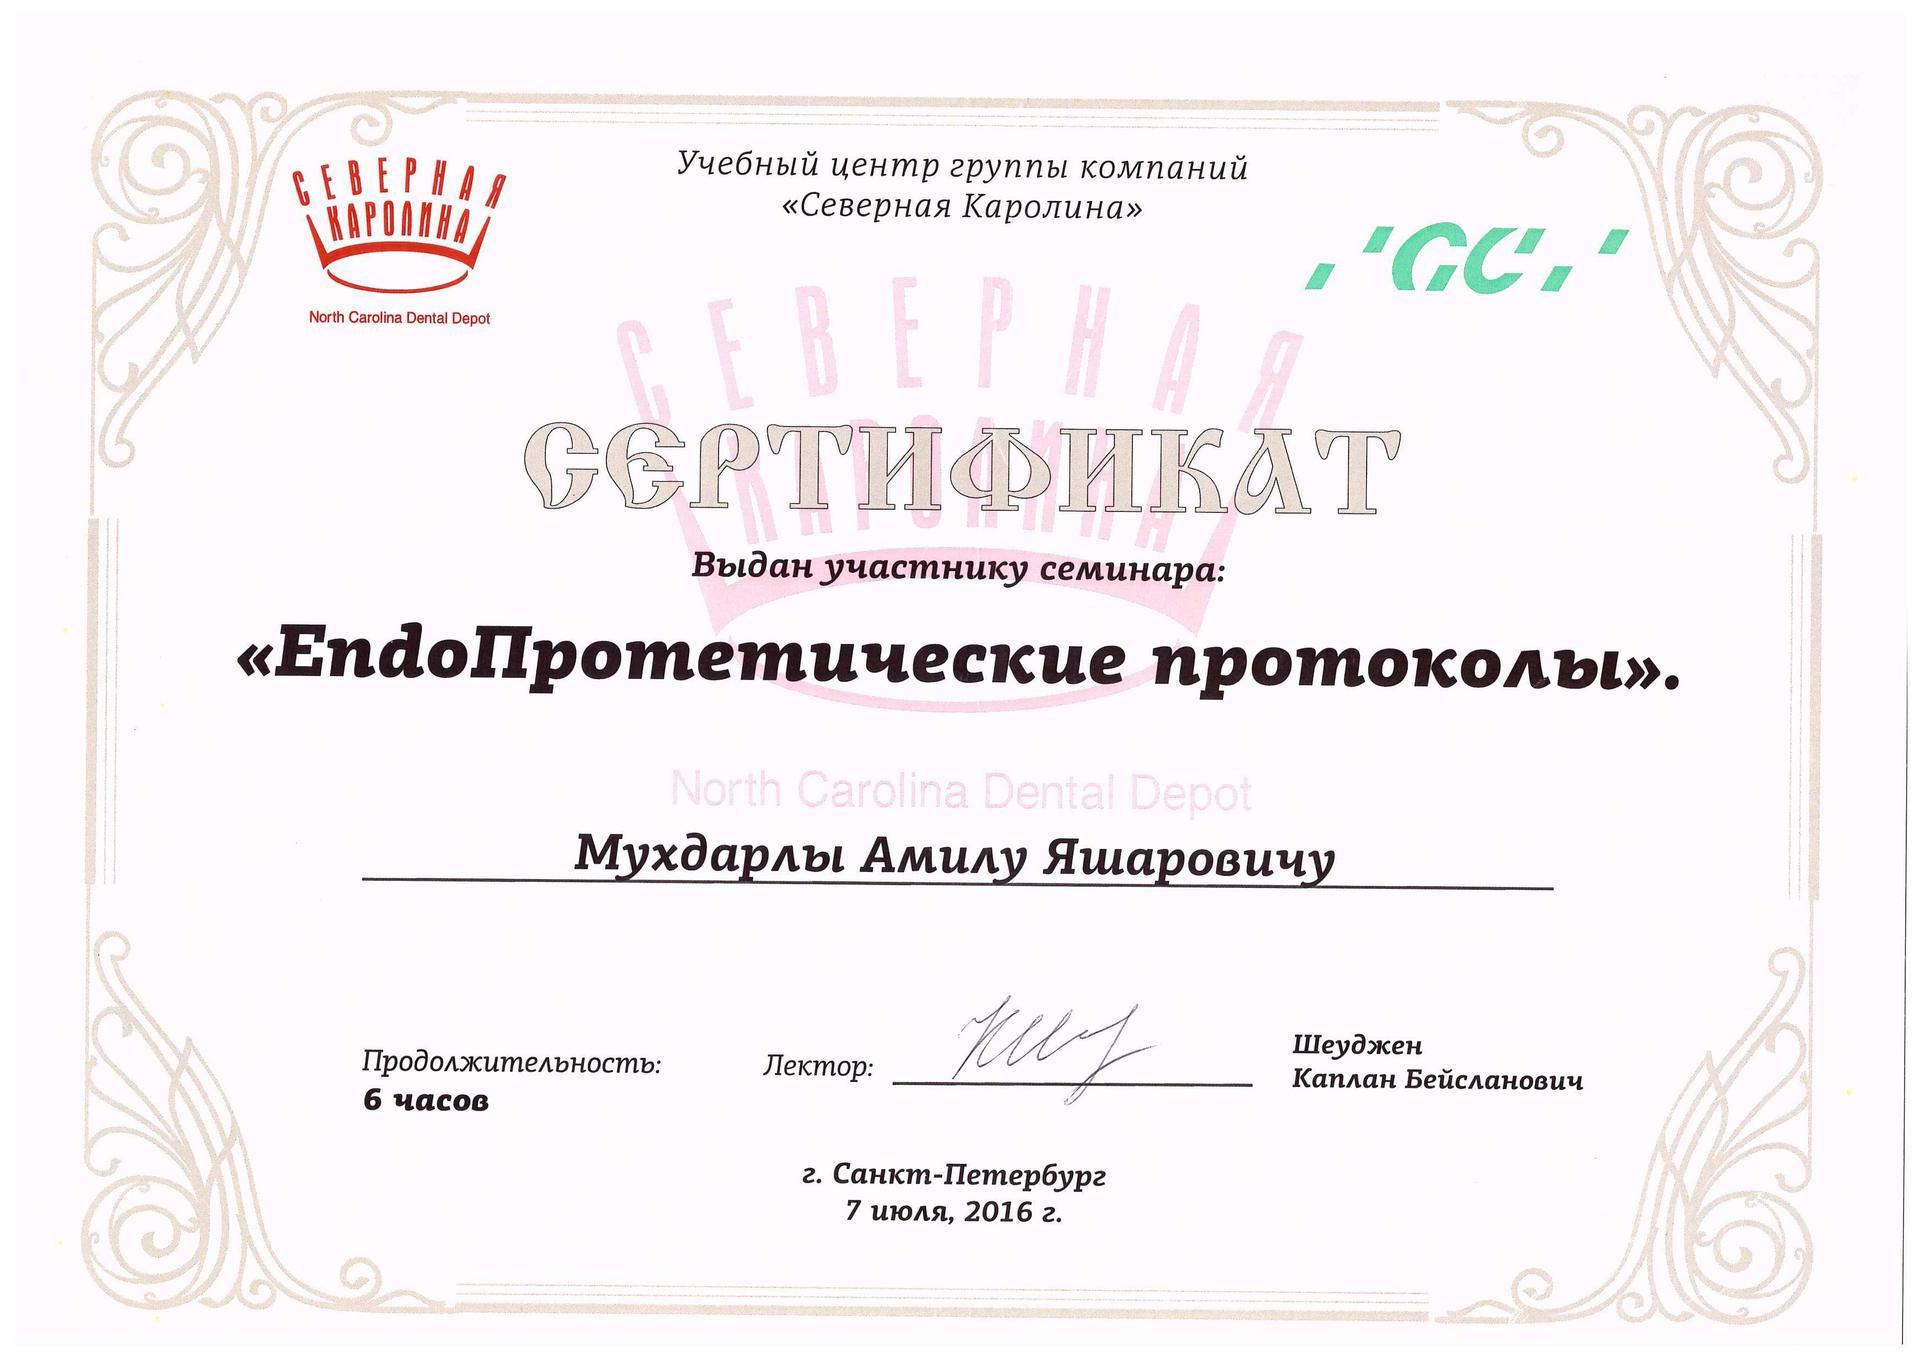 СЕВЕРНАЯ
КАРОЛИНА
North Carolina Dental Depot
Учебный центр группы компаний
«Северная Каролина»
GC
СЕВЕРНАЯ
КАРОЛИНА
СЕРТИФИКАТ
Выдан участнику семинара:
«EndoПротетические протоколы».
North Carolina Dental Depot
Мухдарлы Амилу Яшаровичу
Продолжительность:
6 часов
Лектор:
Шеуджен
Каплан Бейсланович
г. Санкт-Петербург
7 июля, 2016 г.